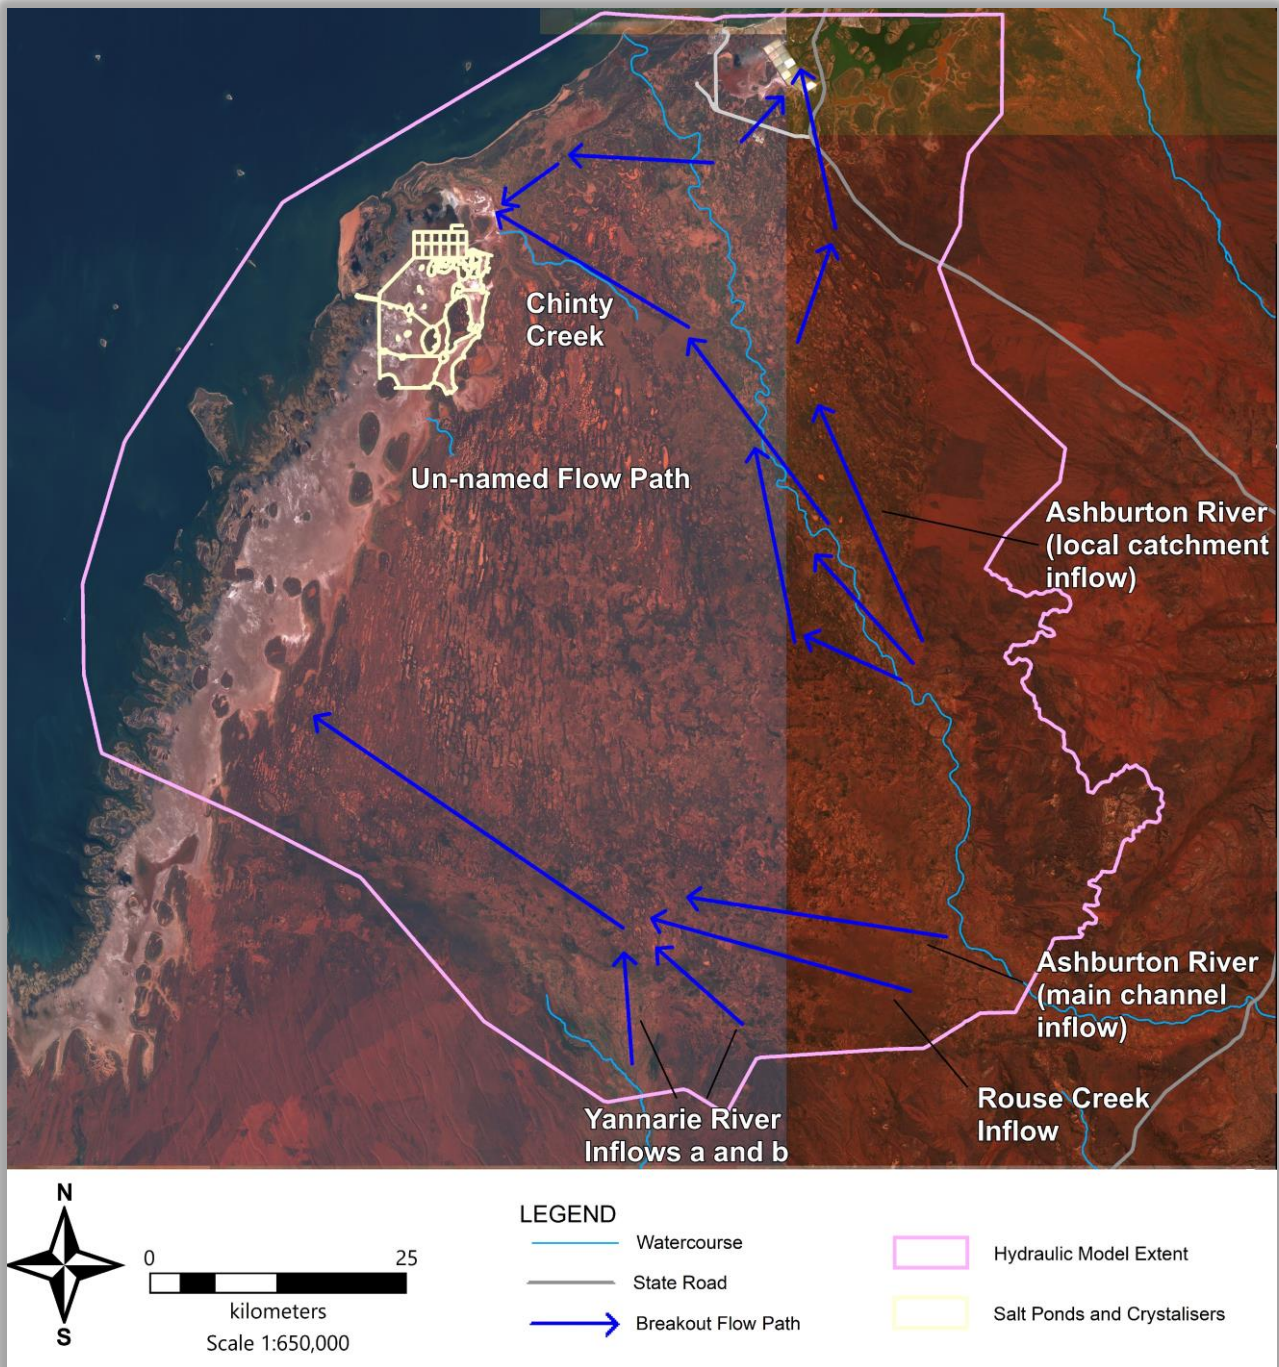 Chinty
Creek
Un-named Flow Path
Ashburton River
(local catchment
inflow)
Ashburton River
(main channel
inflow)
Rouse Creek
Inflow
Yannarie River
Inflows a and b
N
S
0 25
kilometers
Scale 1:650,000
LEGEND
Watercourse
State Road
Breakout Flow Path
Hydraulic Model Extent
Salt Ponds and Crystalisers